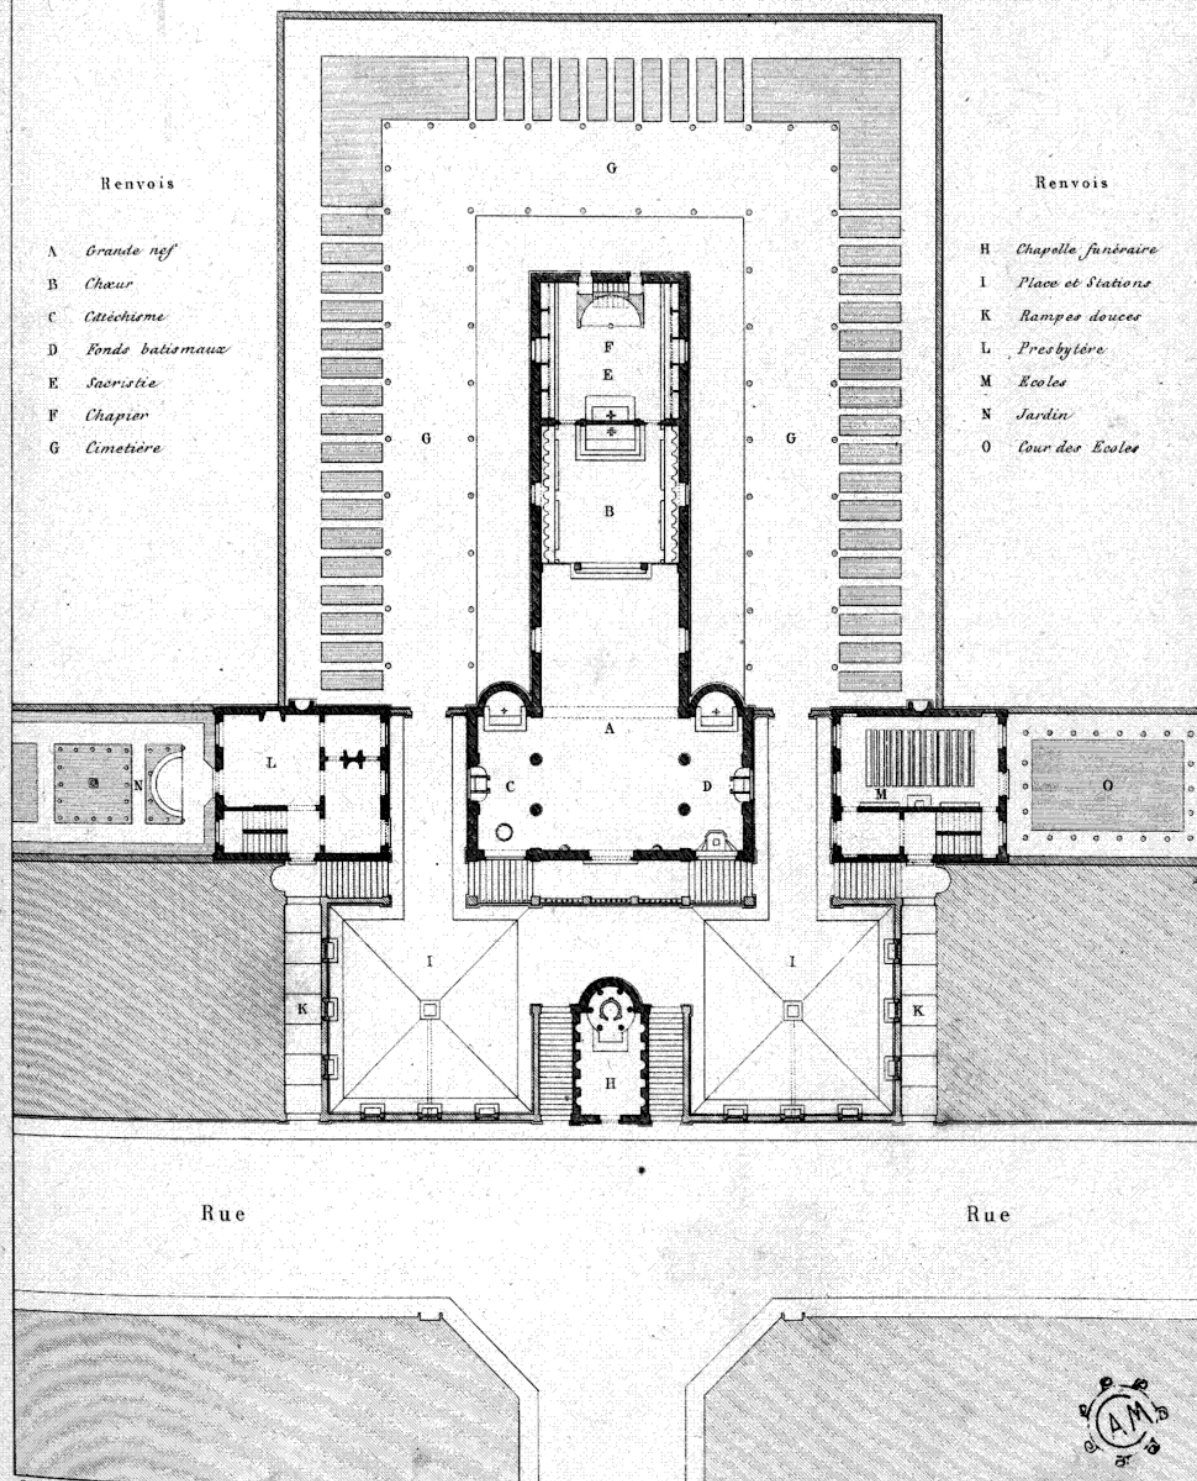 Renvois
A Grande nef
B Chœur
C Catéchisme
D Fonds batismaux
E Sacristie
F Chapier
G Cimetière
Renvois
H Chapelle funéraire
I Place et Stations
K Rampes douces
L Presbytère
M Ecoles
N Jardin
O Cour des Ecoles
G
F
E
G
G
B
A
L
N
C
D
M
O
I
I
K
K
H
Rue
Rue
AM